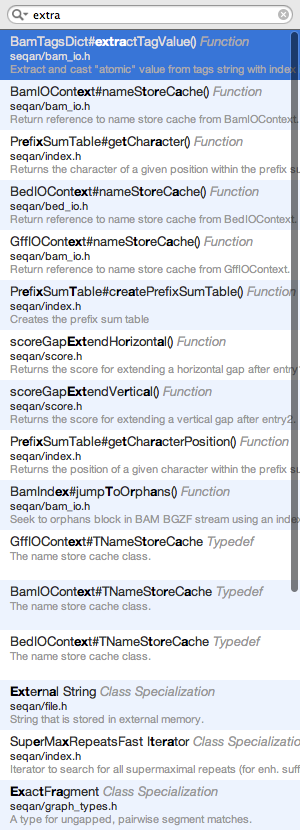 extra
BamTagsDict#extractTagValue() Function
seqan/bam_io.h
Extract and cast "atomic" value from tags string with index
BamIOContext#nameStoreCache() Function
seqan/bam_io.h
Return reference to name store cache from BamIOContext.
PrefixSumTable#getCharacter() Function
seqan/index.h
Returns the character of a given position within the prefix su
BedIOContext#nameStoreCache() Function
seqan/bed_io.h
Return reference to name store cache from BedIOContext.
GffIOContext#nameStoreCache() Function
seqan/bam_io.h
Return reference to name store cache from GffIOContext.
PrefixSumTable#createPrefixSumTable() Function
seqan/index.h
Creates the prefix sum table
scoreGapExtendHorizontal() Function
seqan/score.h
Returns the score for extending a horizontal gap after entry
scoreGapExtendVertical() Function
seqan/score.h
Returns the score for extending a vertical gap after entry2.
PrefixSumTable#getCharacterPosition() Function
seqan/index.h
Returns the position of a given character within the prefix su
BamIndex#jumpToOrphans() Function
seqan/bam_io.h
Seek to orphans block in BAM BGZF stream using an index
GffIOContext#TNameStoreCache Typedef
The name store cache class.
BamIOContext#TNameStoreCache Typedef
The name store cache class.
BedIOContext#TNameStoreCache Typedef
The name store cache class.
External String Class Specialization
seqan/file.h
String that is stored in external memory.
SuperMaxRepeatsFast Iterator Class Specialization
seqan/index.h
Iterator to search for all supermaximal repeats (for enh. suff
ExactFragment Class Specialization
seqan/graph_types.h
A type for ungapped, pairwise segment matches.